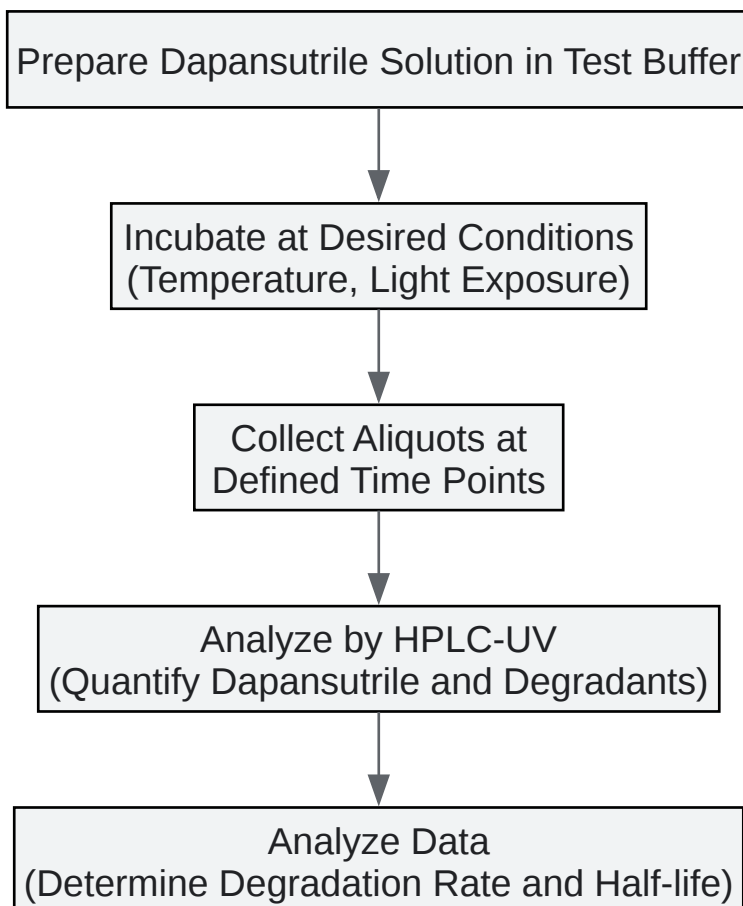 Prepare Dapansutrile Solution in Test Buffer
Incubate at Desired Conditions
(Temperature, Light Exposure)
Collect Aliquots at
Defined Time Points
Analyze by HPLC-UV
(Quantify Dapansutrile and Degradants)
Analyze Data
(Determine Degradation Rate and Half-life)